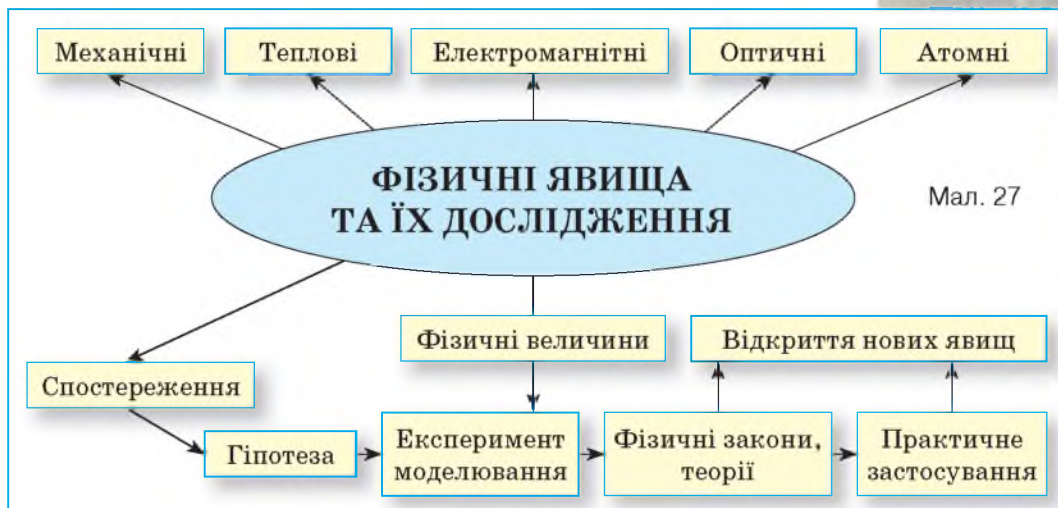 Механічні
Теплові
Електромагнітні
Оптичні
Атомні
ФІЗИЧНІ ЯВИЩА
ТА ЇХ ДОСЛІДЖЕННЯ
Мал. 27
Фізичні величини
Відкриття нових явищ
Спостереження
Гіпотеза
Експеримент
моделювання
Фізичні закони,
теорії
Практичне
застосування